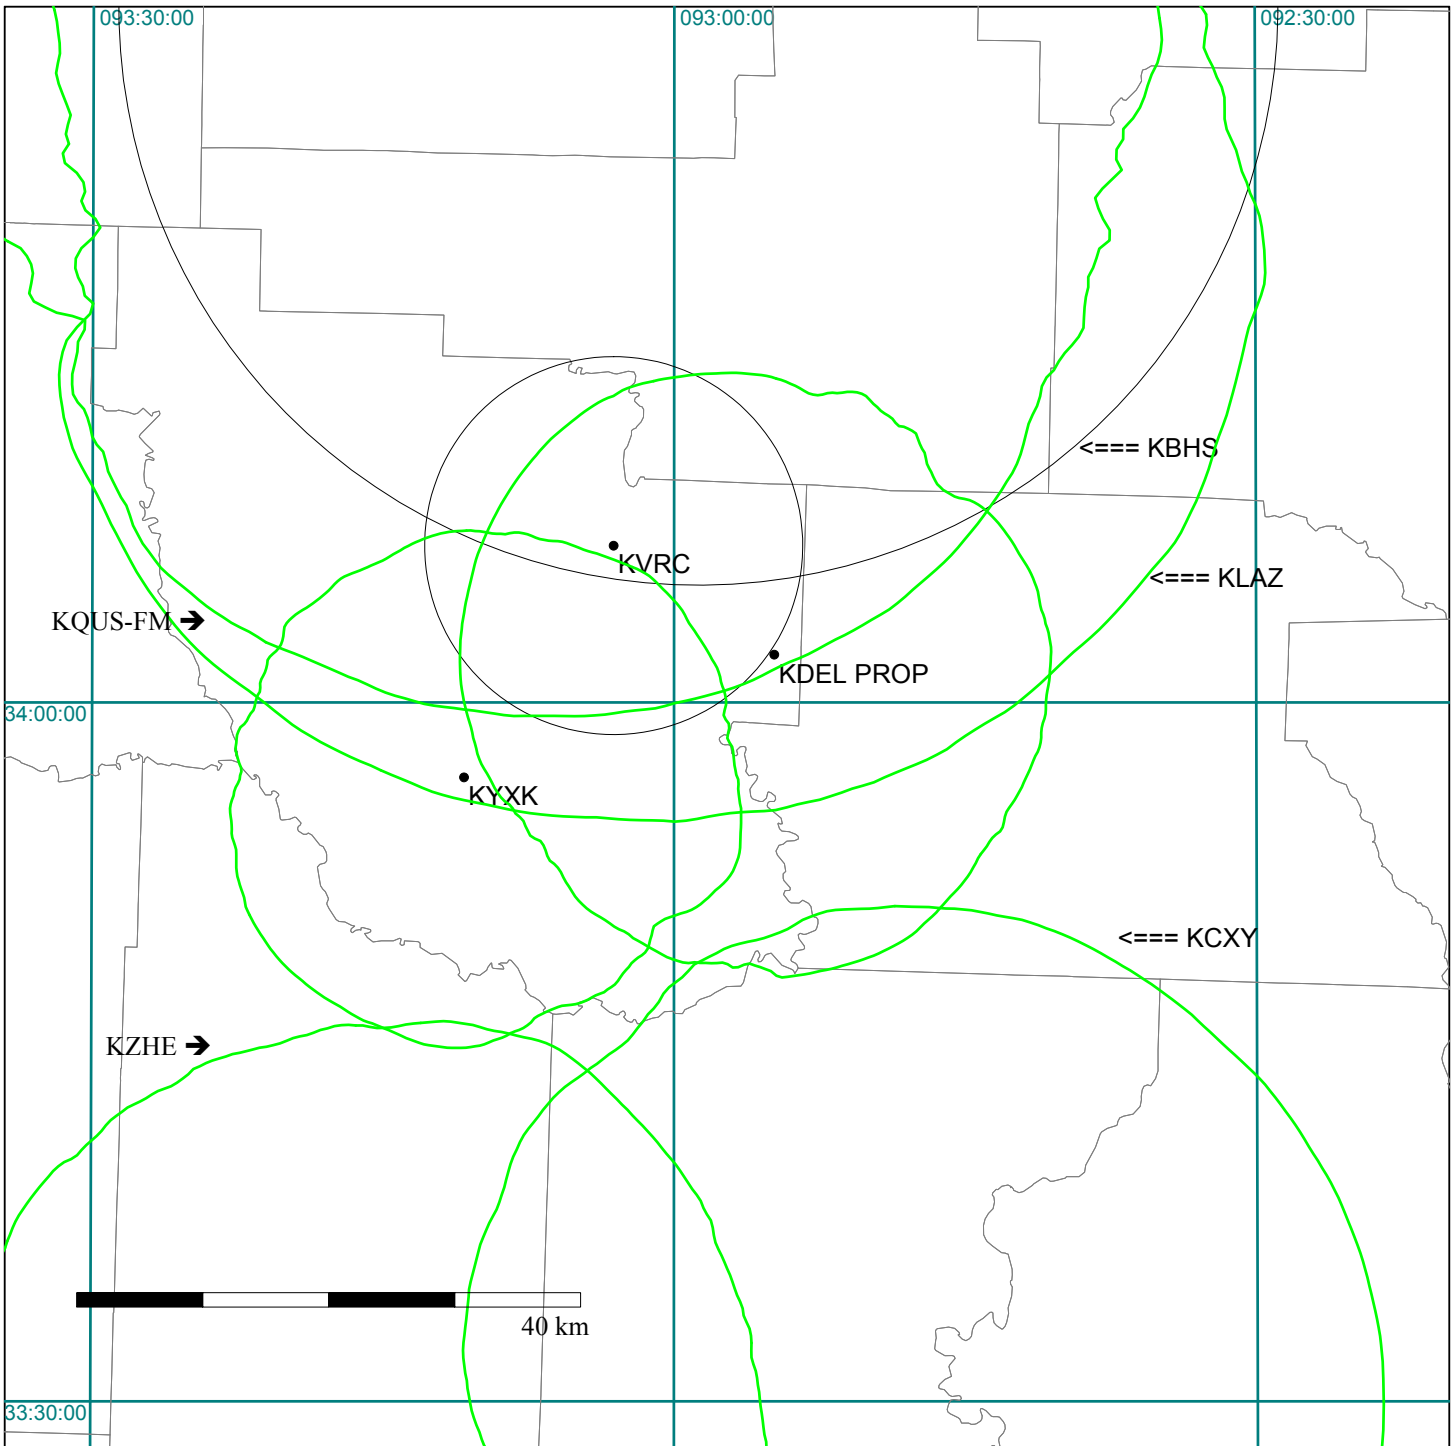 093:30:00
093:00:00
092:30:00
<=== KBHS
KVRC
<=== KLAZ
KQUS-FM ➔
KDEL PROP
34:00:00
KYXK
<=== KCXY
KZHE ➔
40 km
33:30:00